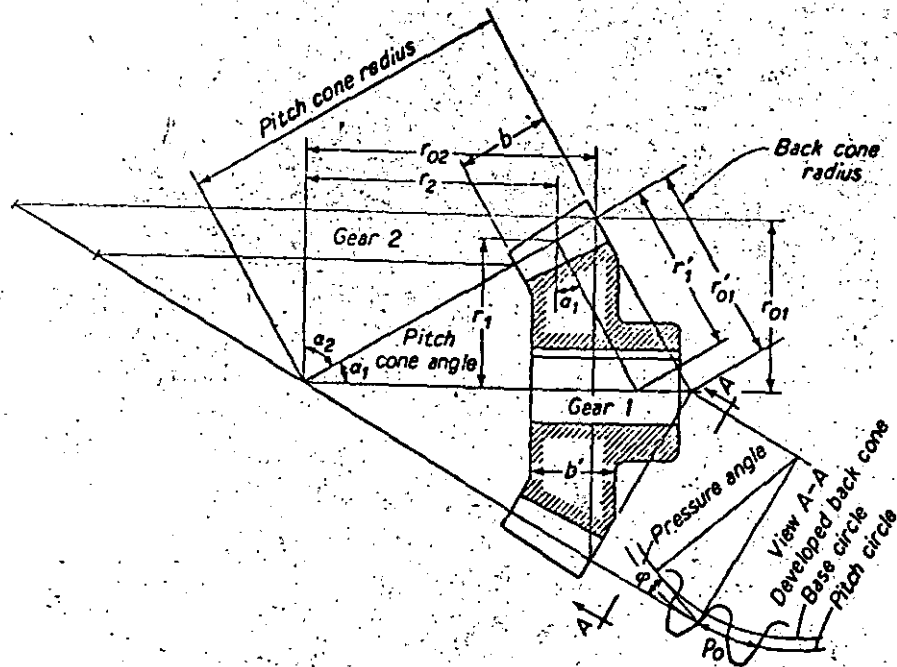 Pitch cone radius
b
r02
r2
Back cone
radius
Gear 2
r1
a1
r'1
r'01
r01
a2
a1
Pitch
cone angle
Gear 1
A
b'
Pressure angle
View A-A
Developed back cone
Base circle
Pitch circle
φ
A
Po